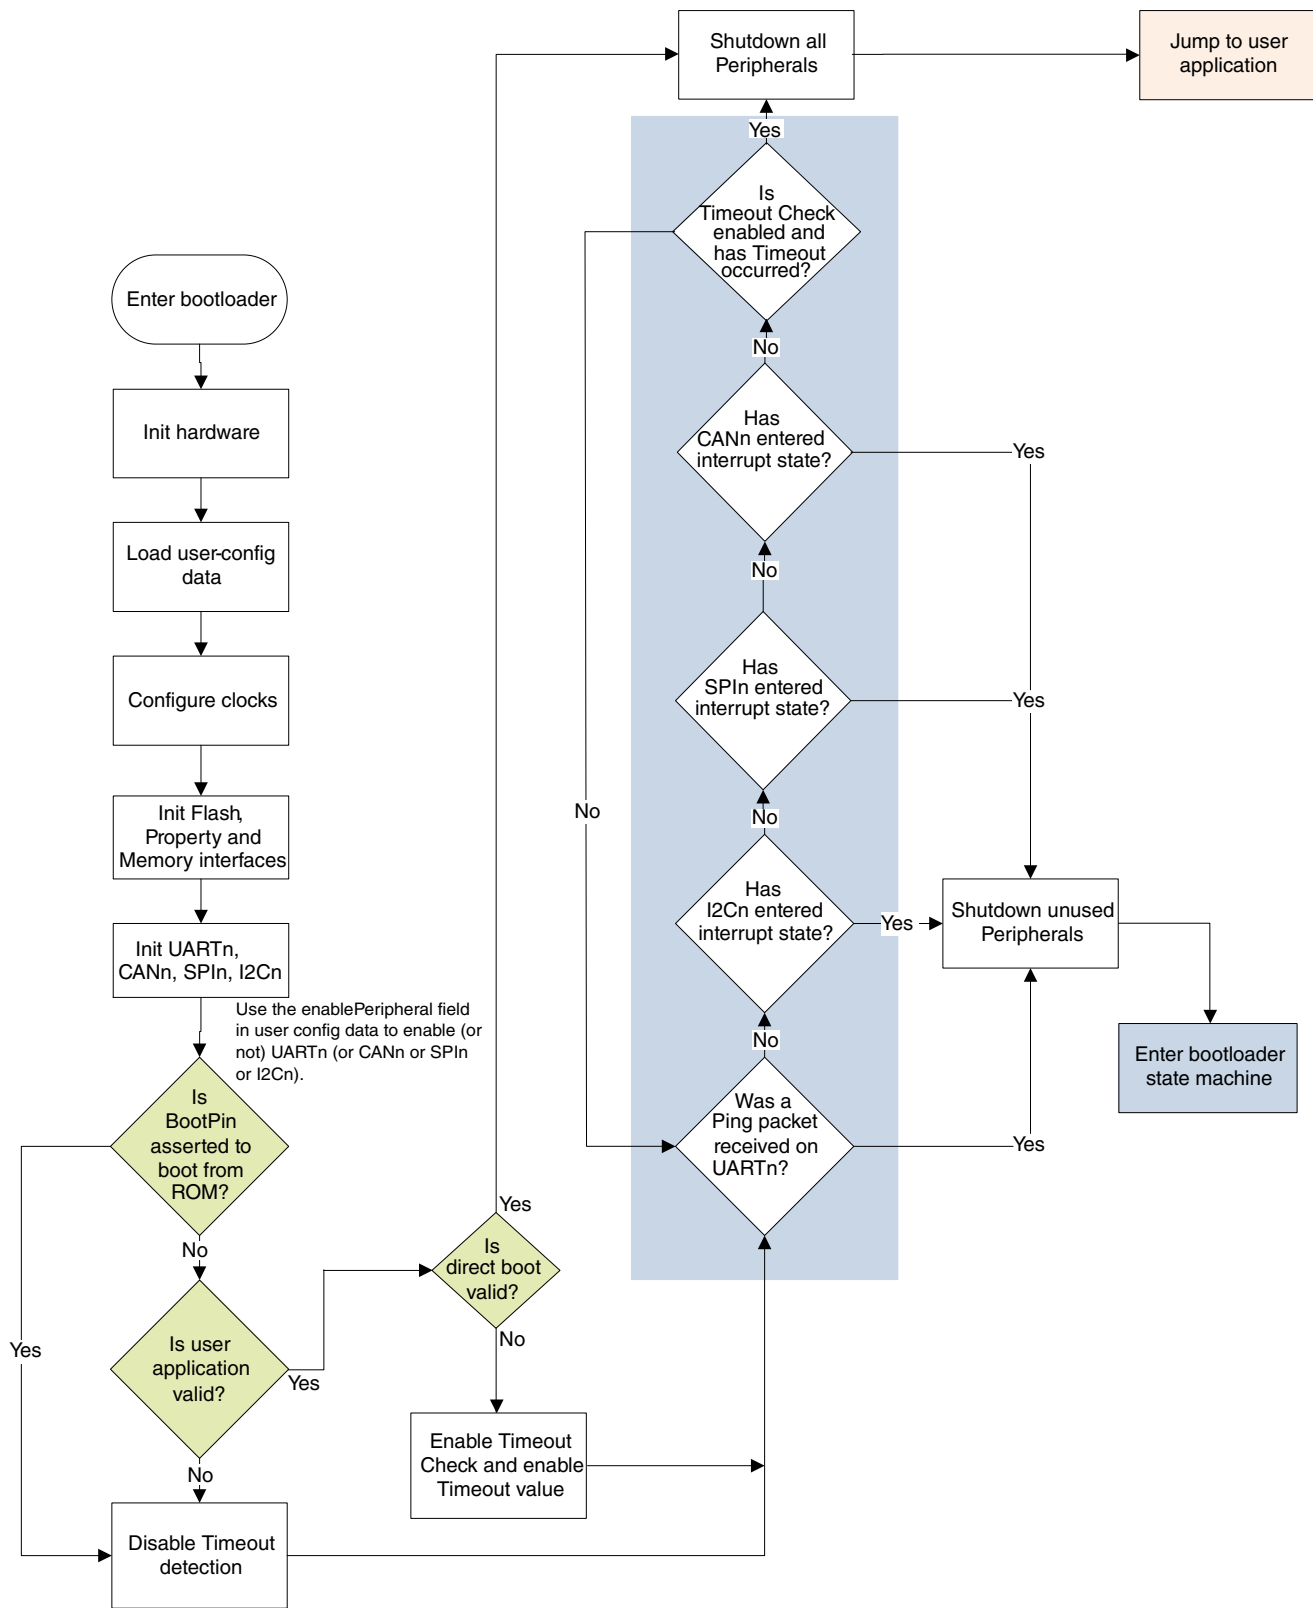 Enter bootloader
Init hardware
Load user-config
data
Configure clocks
Init Flash,
Property and
Memory interfaces
Init UARTn,
CANn, SPIn, I2Cn
Use the enablePeripheral field
in user config data to enable (or
not) UARTn (or CANn or SPIn
or I2Cn).
Is
BootPin
asserted to
boot from
ROM?
Yes
No
Is user
application
valid?
Yes
No
Disable Timeout
detection
Is
direct boot
valid?
Yes
No
Enable Timeout
Check and enable
Timeout value
Shutdown all
Peripherals
Jump to user
application
Yes
Is
Timeout Check
enabled and
has Timeout
occurred?
No
No
Has
CANn entered
interrupt state?
Yes
No
Has
SPIn entered
interrupt state?
Yes
No
Has
I2Cn entered
interrupt state?
Yes
No
Was a
Ping packet
received on
UARTn?
Yes
Shutdown unused
Peripherals
Enter bootloader
state machine